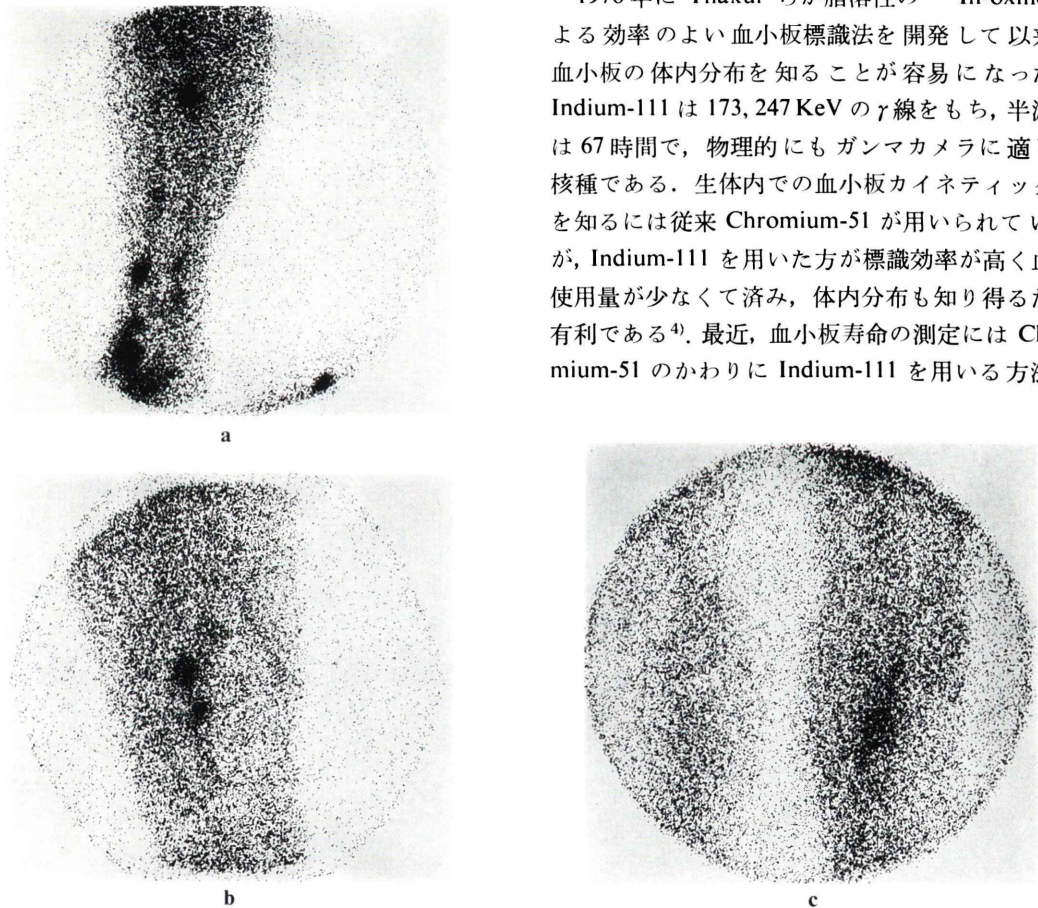 よる効率のよい血小板標識法を開発して以来
血小板の体内分布を知ることが容易になった
Indium-111 は 173, 247 KeV の γ 線をもち, 半減
は 67 時間で, 物理的にもガンマカメラに適
核種である. 生体内での血小板カイネティッ
を知るには従来 Chromium-51 が用いられてい
が, Indium-111 を用いた方が標識効率が高く血
使用量が少なくて済み, 体内分布も知り得るた
有利である⁴⁾. 最近, 血小板寿命の測定には Ch
mium-51 のかわりに Indium-111 を用いる方法
a
b
c